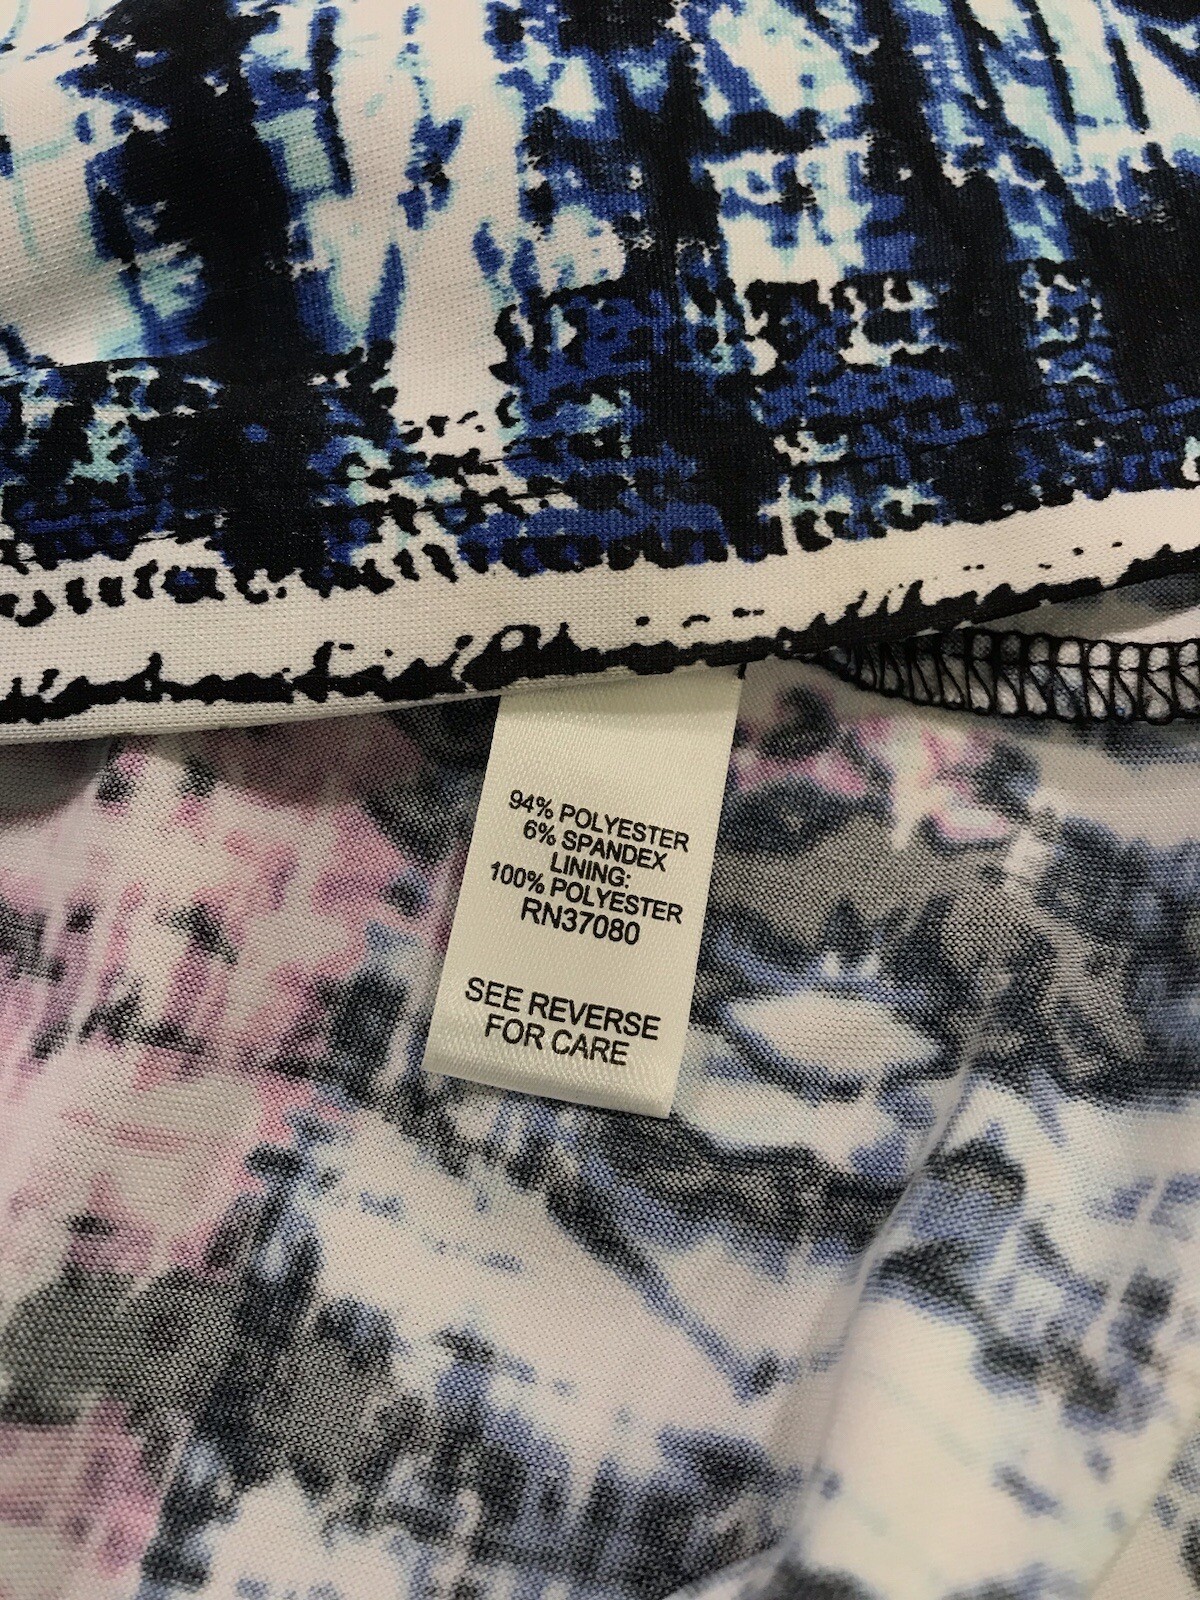 94% POLYESTER
6% SPANDEX
LINING:
100% POLYESTER
RN37080
SEE REVERSE
FOR CARE